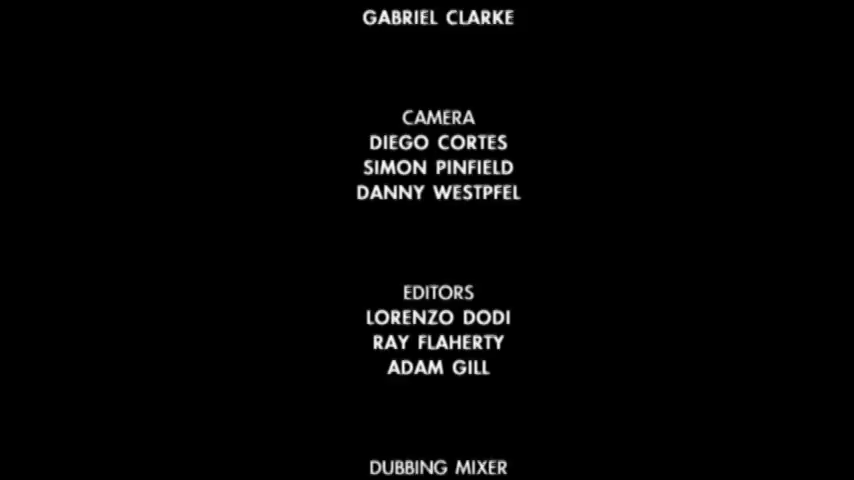 GABRIEL CLARKE
CAMERA
DIEGO CORTES
SIMON PINFIELD
DANNY WESTPFEL
EDITORS
LORENZO DODI
RAY FLAHERTY
ADAM GILL
DUBBING MIXER